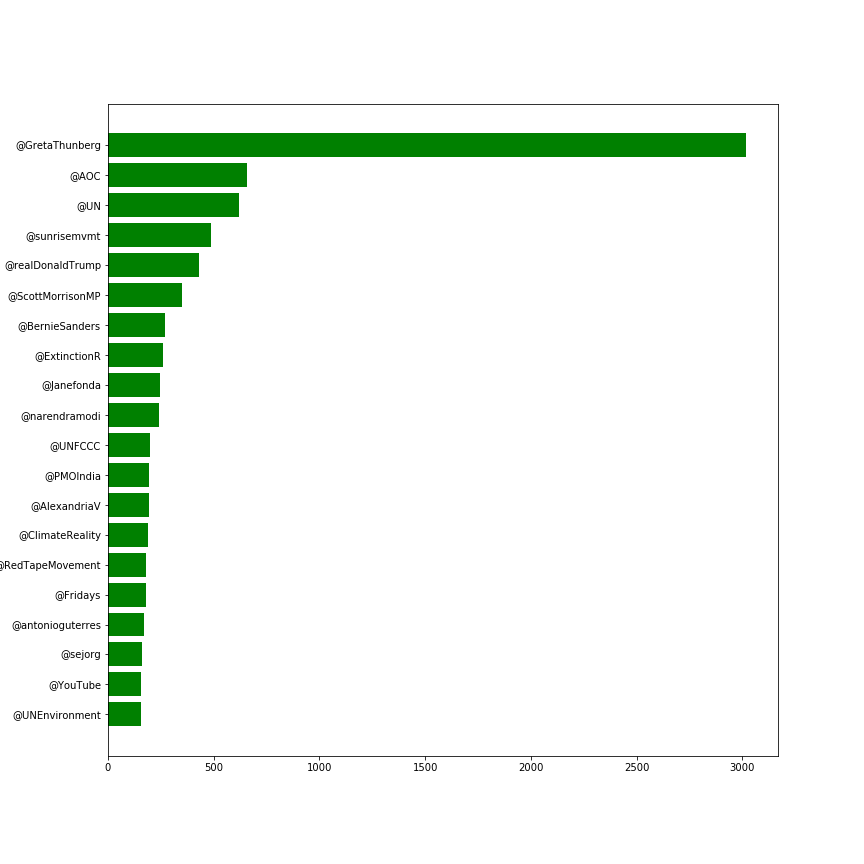 @GretaThunberg
@AOC
@UN
@sunrisemvmt
@realDonaldTrump
@ScottMorrisonMP
@BernieSanders
@ExtinctionR
@Janefonda
@narendramodi
@UNFCCC
@PMOIndia
@AlexandriaV
@ClimateReality
@RedTapeMovement
@Fridays
@antonioguterres
@sejorg
@YouTube
@UNEnvironment
0 500 1000 1500 2000 2500 3000